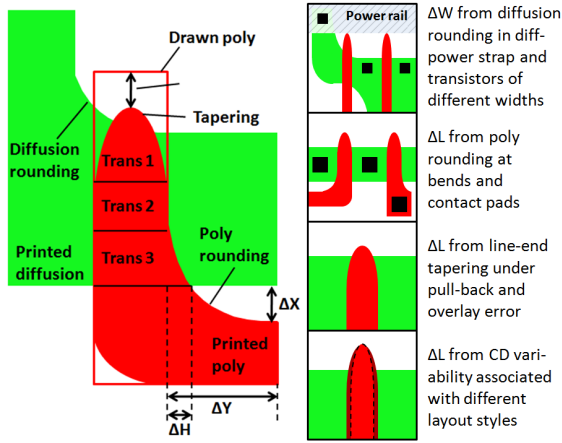 Drawn poly
Tapering
Diffusion
rounding
Trans 1
Trans 2
Trans 3
Poly
rounding
Printed
diffusion
ΔX
Printed
poly
ΔY
ΔH
Power rail
ΔW from diffusion
rounding in diff-
power strap and
transistors of
different widths
ΔL from poly
rounding at
bends and
contact pads
ΔL from line-end
tapering under
pull-back and
overlay error
ΔL from CD vari-
ability associated
with different
layout styles